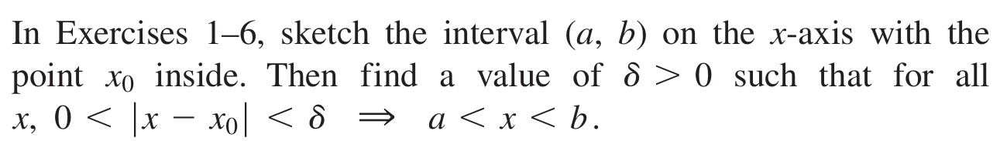 In Exercises 1–6, sketch the interval (a, b) on the x-axis with the
point x₀ inside. Then find a value of δ > 0 such that for all
x, 0 < |x − x₀| < δ ⇒ a < x < b.